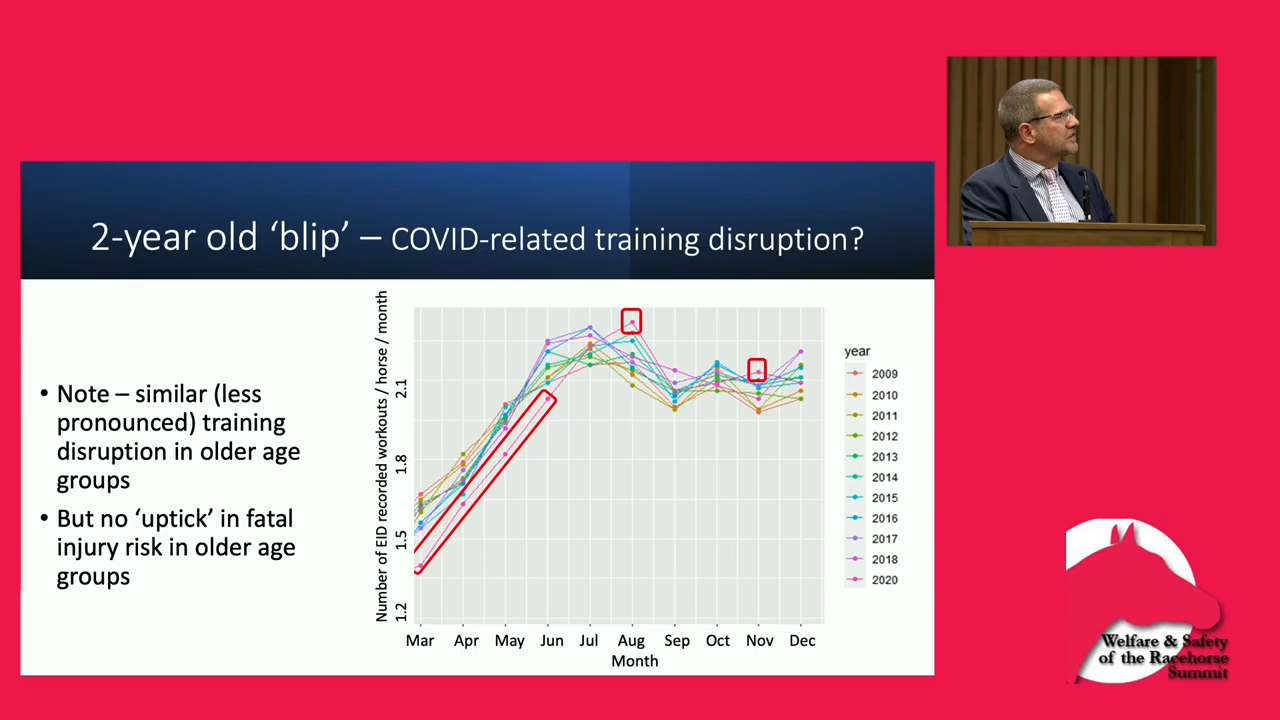 2-year old ‘blip’ – COVID-related training disruption?
• Note – similar (less
pronounced) training
disruption in older age
groups
• But no ‘uptick’ in fatal
injury risk in older age
groups
Number of EID recorded workouts / horse / month
2.1
1.8
1.5
1.2
Mar Apr May Jun Jul Aug Sep Oct Nov Dec
Month
year
2009
2010
2011
2012
2013
2014
2015
2016
2017
2018
2020
Welfare & Safety
of the Racehorse
Summit